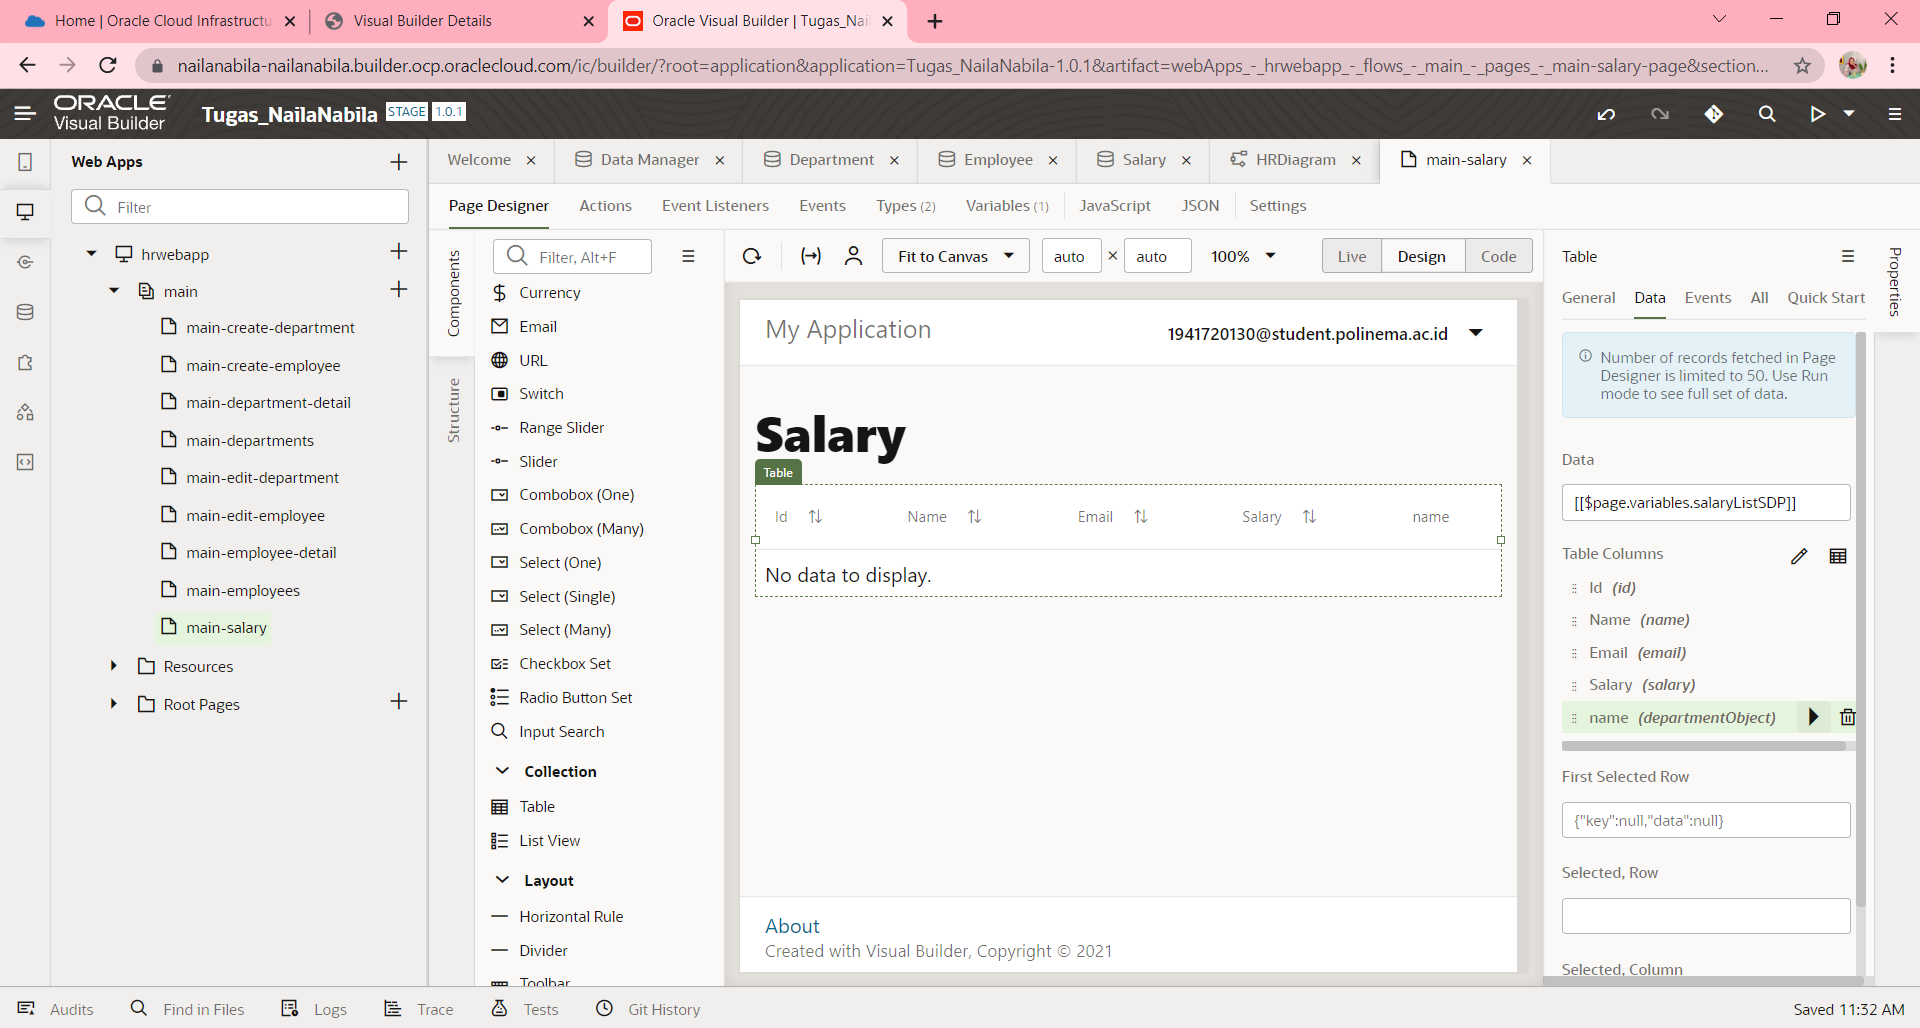 Home | Oracle Cloud Infrastructu
Visual Builder Details
Oracle Visual Builder | Tugas_Nail
nailanabila-nailanabila.builder.ocp.oraclecloud.com/ic/builder/?root=application&application=Tugas_NailaNabila-1.0.1&artifact=webApps_-_hrwebapp_-_flows_-_main_-_pages_-_main-salary-page&section...
ORACLE
Visual Builder
Tugas_NailaNabila STAGE 1.0.1
Web Apps
Filter
hrwebapp
main
main-create-department
main-create-employee
main-department-detail
main-departments
main-edit-department
main-edit-employee
main-employee-detail
main-employees
main-salary
Resources
Root Pages
Welcome
Data Manager
Department
Employee
Salary
HRDiagram
main-salary
Page Designer
Actions
Event Listeners
Events
Types (2)
Variables (1)
JavaScript
JSON
Settings
Components
Structure
Filter, Alt+F
Currency
Email
URL
Switch
Range Slider
Slider
Combobox (One)
Combobox (Many)
Select (One)
Select (Single)
Select (Many)
Checkbox Set
Radio Button Set
Input Search
Collection
Table
List View
Layout
Horizontal Rule
Divider
Toolbar
Fit to Canvas
auto × auto
100%
Live
Design
Code
My Application
1941720130@student.polinema.ac.id
Salary
Table
Id Name Email Salary name
No data to display.
About
Created with Visual Builder, Copyright © 2021
Table
Properties
General
Data
Events
All
Quick Start
Number of records fetched in Page
Designer is limited to 50. Use Run
mode to see full set of data.
Data
[[$page.variables.salaryListSDP]]
Table Columns
Id (id)
Name (name)
Email (email)
Salary (salary)
name (departmentObject)
First Selected Row
{"key":null,"data":null}
Selected, Row
Selected, Column
Audits
Find in Files
Logs
Trace
Tests
Git History
Saved 11:32 AM